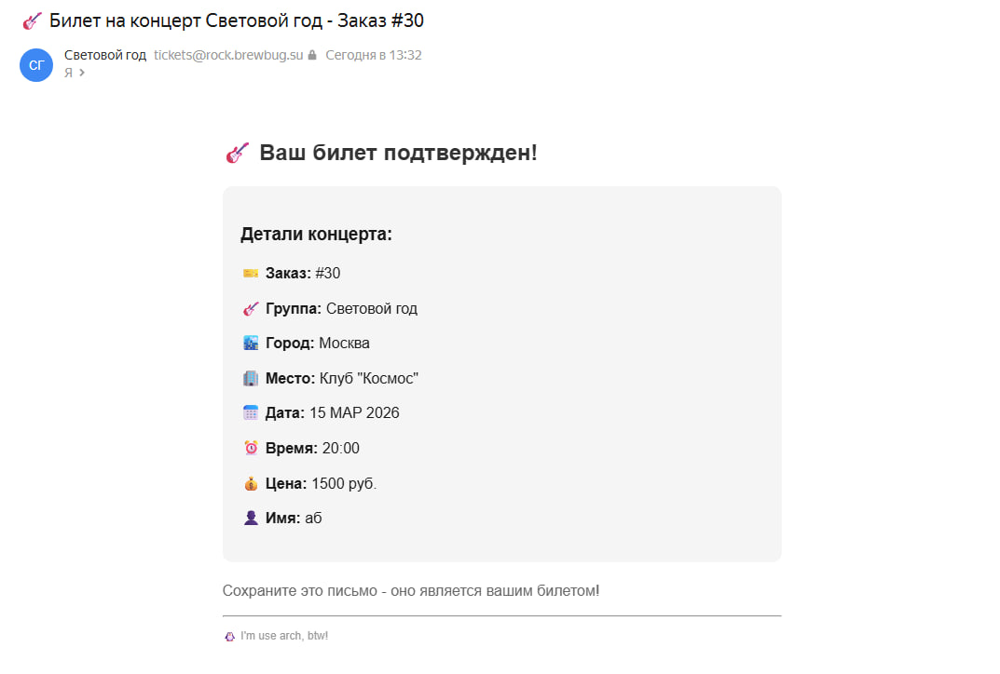 🎸 Билет на концерт Световой год - Заказ #30
СГ
Световой год tickets@rock.brewbug.su Сегодня в 13:32
Я >
🎸 Ваш билет подтвержден!
Детали концерта:
🎫 Заказ: #30
🎸 Группа: Световой год
🏙 Город: Москва
🏢 Место: Клуб "Космос"
📅 Дата: 15 МАР 2026
⏰ Время: 20:00
💰 Цена: 1500 руб.
👤 Имя: аб
Сохраните это письмо - оно является вашим билетом!
🐧 I'm use arch, btw!